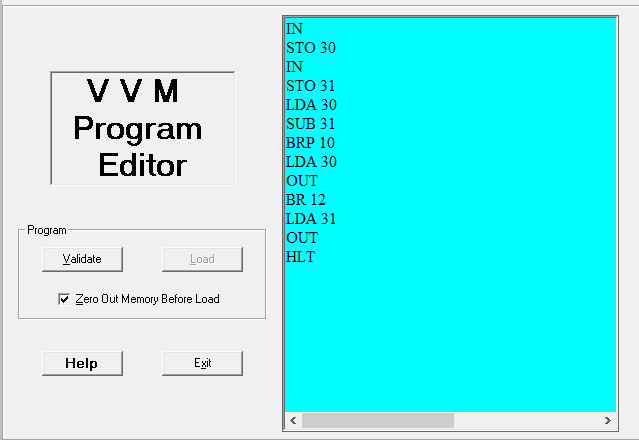 V V M
Program
Editor
Program
Validate
Load
Zero Out Memory Before Load
Help
Exit
IN
STO 30
IN
STO 31
LDA 30
SUB 31
BRP 10
LDA 30
OUT
BR 12
LDA 31
OUT
HLT